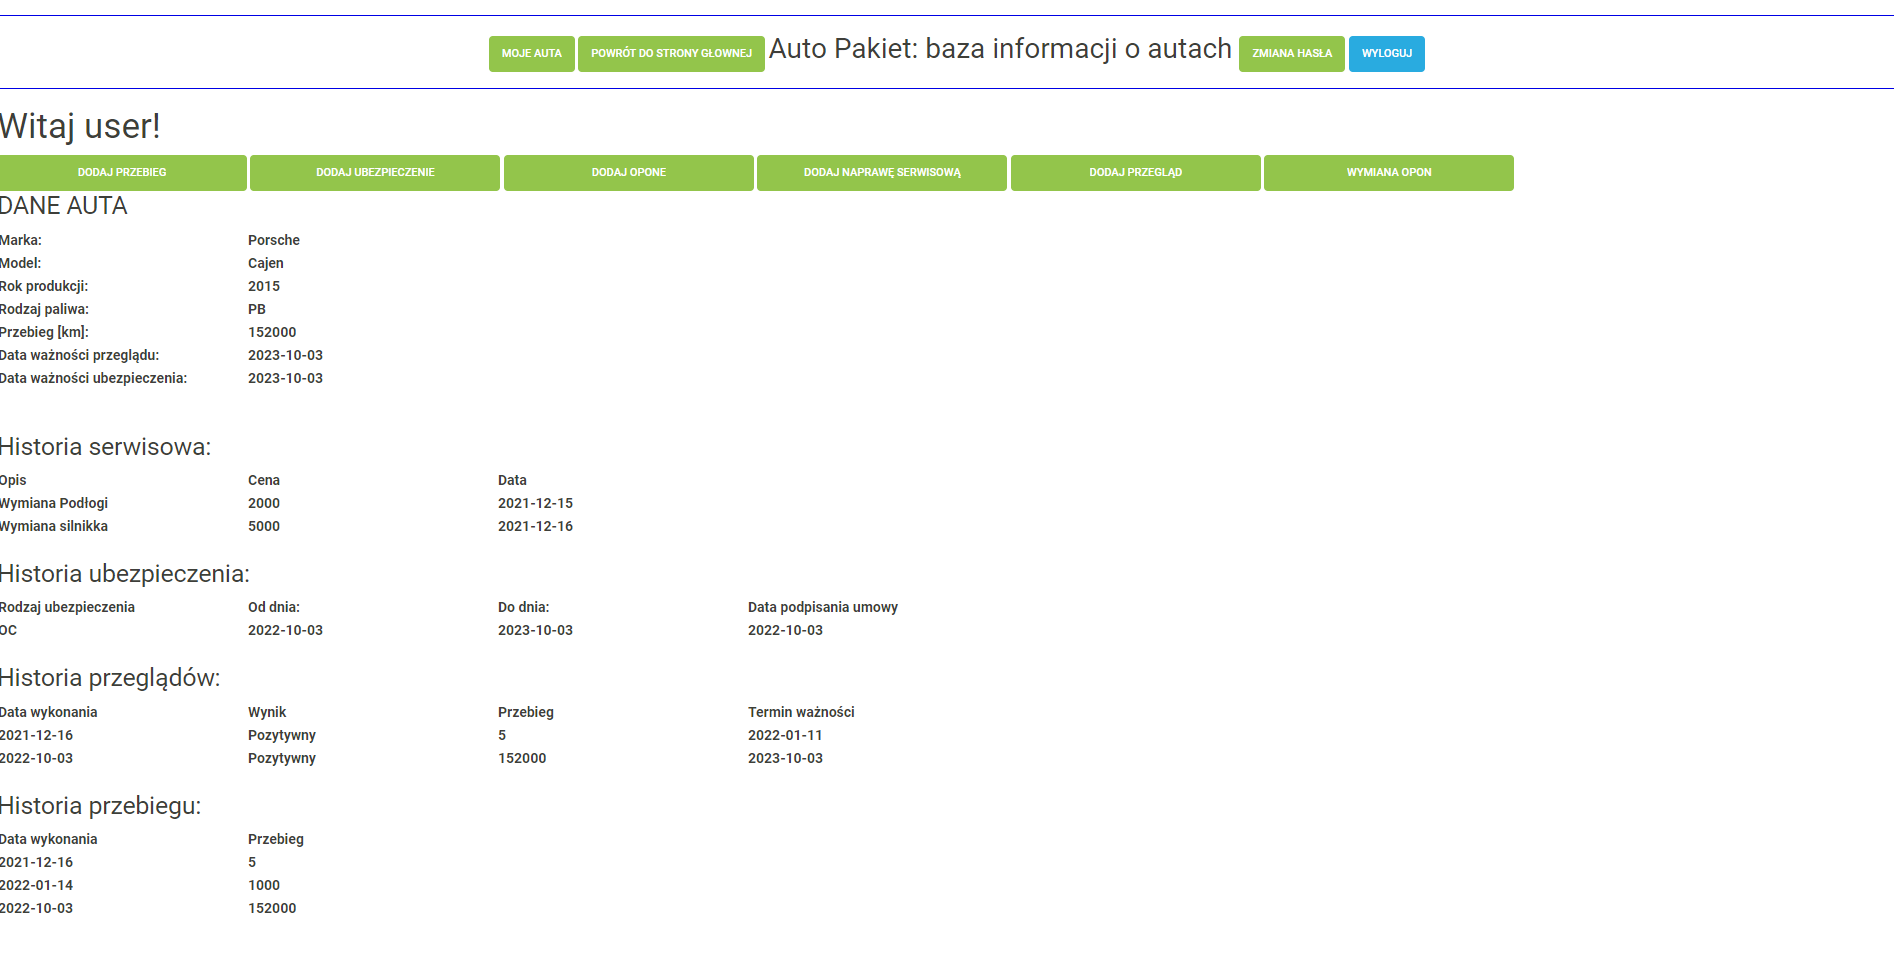 MOJE AUTA POWRÓT DO STRONY GŁOWNEJ Auto Pakiet: baza informacji o autach ZMIANA HASŁA WYLOGUJ
Witaj user!
DODAJ PRZEBIEG DODAJ UBEZPIECZENIE DODAJ OPONE DODAJ NAPRAWĘ SERWISOWĄ DODAJ PRZEGLĄD WYMIANA OPON
DANE AUTA
Marka: Porsche
Model: Cajen
Rok produkcji: 2015
Rodzaj paliwa: PB
Przebieg [km]: 152000
Data ważności przeglądu: 2023-10-03
Data ważności ubezpieczenia: 2023-10-03
Historia serwisowa:
Opis Cena Data
Wymiana Podłogi 2000 2021-12-15
Wymiana silnikka 5000 2021-12-16
Historia ubezpieczenia:
Rodzaj ubezpieczenia Od dnia: Do dnia: Data podpisania umowy
OC 2022-10-03 2023-10-03 2022-10-03
Historia przeglądów:
Data wykonania Wynik Przebieg Termin ważności
2021-12-16 Pozytywny 5 2022-01-11
2022-10-03 Pozytywny 152000 2023-10-03
Historia przebiegu:
Data wykonania Przebieg
2021-12-16 5
2022-01-14 1000
2022-10-03 152000